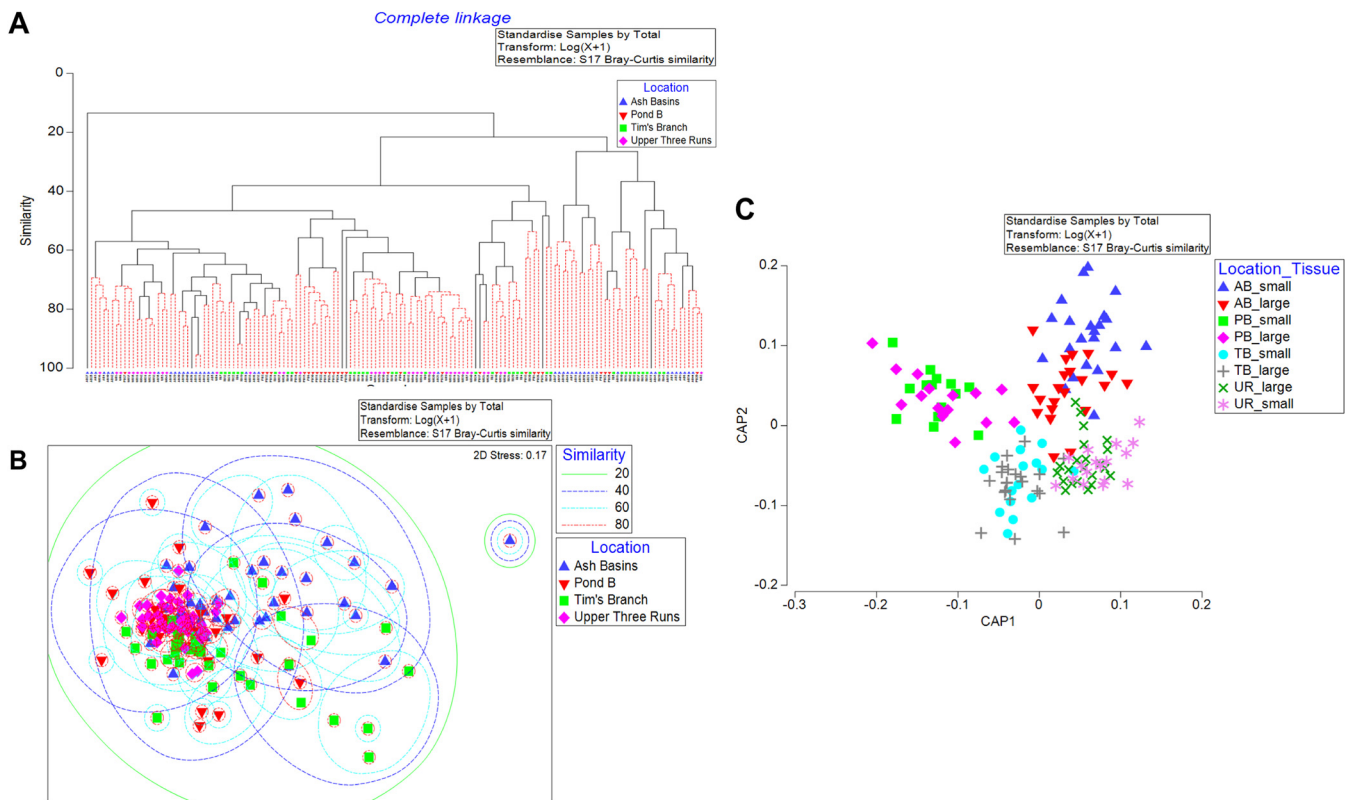 A
Complete linkage
Standardise Samples by Total
Transform: Log(X+1)
Resemblance: S17 Bray-Curtis similarity
Location
Ash Basins
Pond B
Tim's Branch
Upper Three Runs
Similarity
0
20
40
60
80
100
B
Standardise Samples by Total
Transform: Log(X+1)
Resemblance: S17 Bray-Curtis similarity
2D Stress: 0.17
Similarity
20
40
60
80
Location
Ash Basins
Pond B
Tim's Branch
Upper Three Runs
C
Standardise Samples by Total
Transform: Log(X+1)
Resemblance: S17 Bray-Curtis similarity
Location_Tissue
AB_small
AB_large
PB_small
PB_large
TB_small
TB_large
UR_large
UR_small
CAP2
0.2
0.1
0
-0.1
-0.2
-0.3
-0.2
-0.1
0
0.1
0.2
CAP1